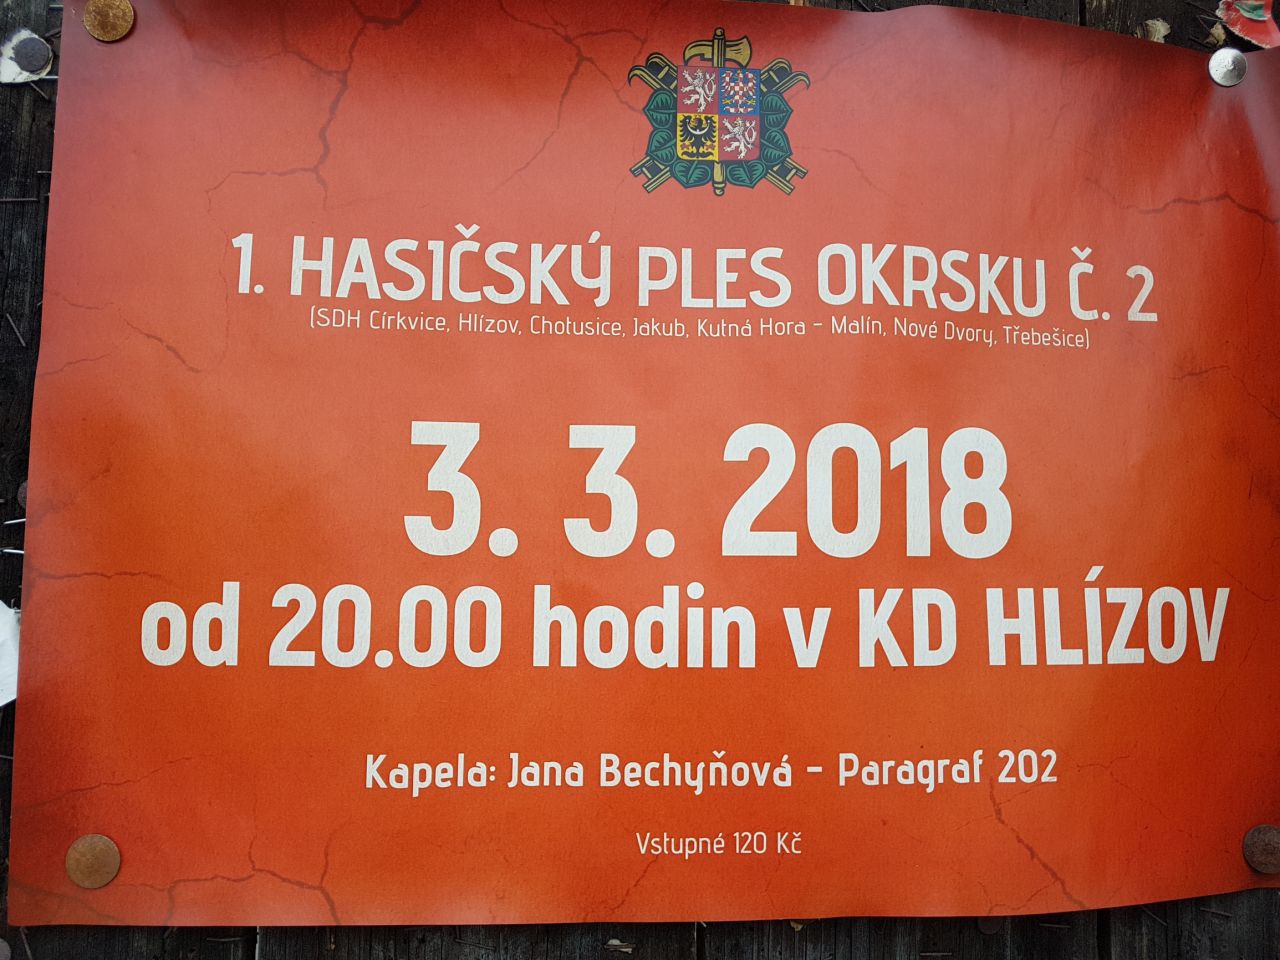 1. HASIČSKÝ PLES OKRSKU Č. 2
(SDH Církvice, Hlízov, Chotusice, Jakub, Kutná Hora - Malín, Nové Dvory, Třebešice)
3. 3. 2018
od 20.00 hodin v KD HLÍZOV
Kapela: Jana Bechyňová - Paragraf 202
Vstupné 120 Kč